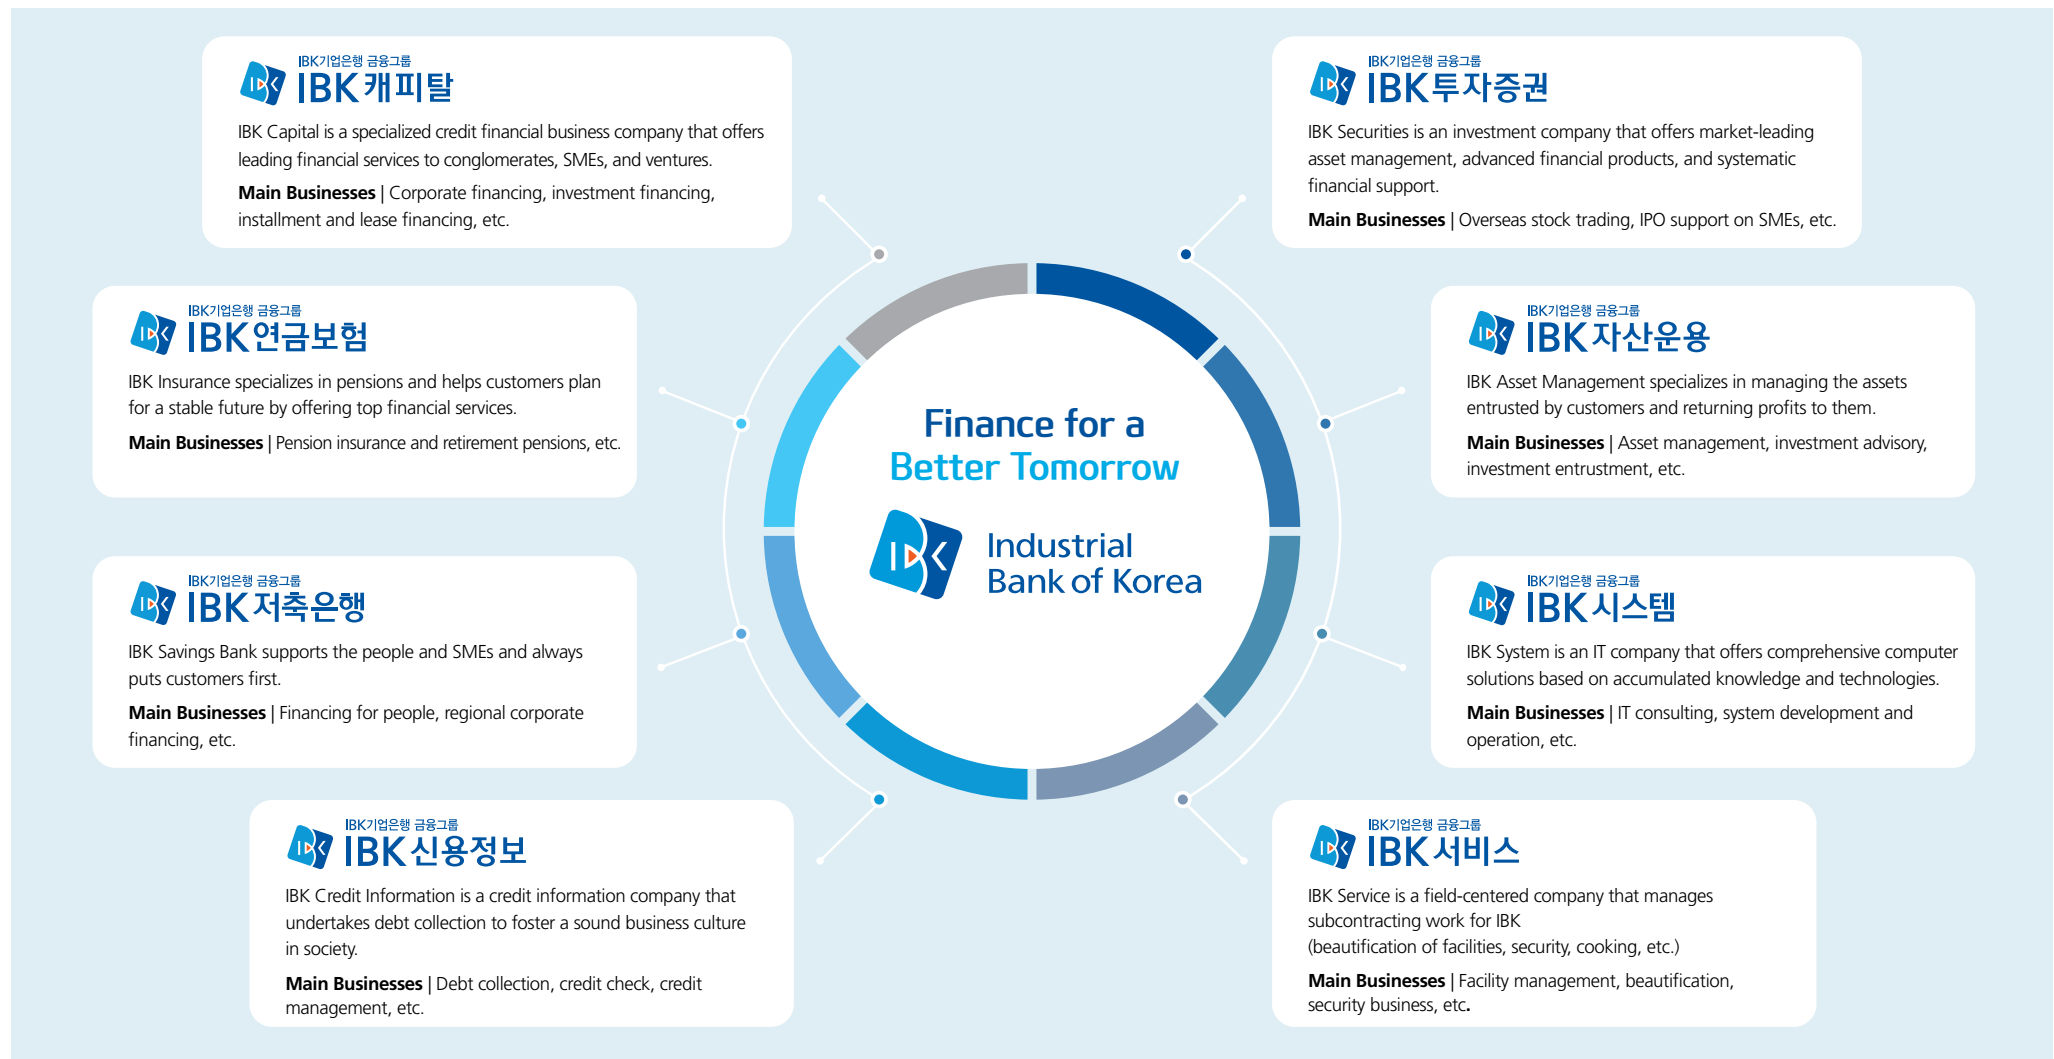 IBK기업은행 금융그룹
IBK캐피탈
IBK Capital is a specialized credit financial business company that offers
leading financial services to conglomerates, SMEs, and ventures.
Main Businesses | Corporate financing, investment financing,
installment and lease financing, etc.
IBK기업은행 금융그룹
IBK투자증권
IBK Securities is an investment company that offers market-leading
asset management, advanced financial products, and systematic
financial support.
Main Businesses | Overseas stock trading, IPO support on SMEs, etc.
IBK기업은행 금융그룹
IBK연금보험
IBK Insurance specializes in pensions and helps customers plan
for a stable future by offering top financial services.
Main Businesses | Pension insurance and retirement pensions, etc.
IBK기업은행 금융그룹
IBK자산운용
IBK Asset Management specializes in managing the assets
entrusted by customers and returning profits to them.
Main Businesses | Asset management, investment advisory,
investment entrustment, etc.
Finance for a
Better Tomorrow
IBK
Industrial
Bank of Korea
IBK기업은행 금융그룹
IBK저축은행
IBK Savings Bank supports the people and SMEs and always
puts customers first.
Main Businesses | Financing for people, regional corporate
financing, etc.
IBK기업은행 금융그룹
IBK시스템
IBK System is an IT company that offers comprehensive computer
solutions based on accumulated knowledge and technologies.
Main Businesses | IT consulting, system development and
operation, etc.
IBK기업은행 금융그룹
IBK신용정보
IBK Credit Information is a credit information company that
undertakes debt collection to foster a sound business culture
in society.
Main Businesses | Debt collection, credit check, credit
management, etc.
IBK기업은행 금융그룹
IBK서비스
IBK Service is a field-centered company that manages
subcontracting work for IBK
(beautification of facilities, security, cooking, etc.)
Main Businesses | Facility management, beautification,
security business, etc.